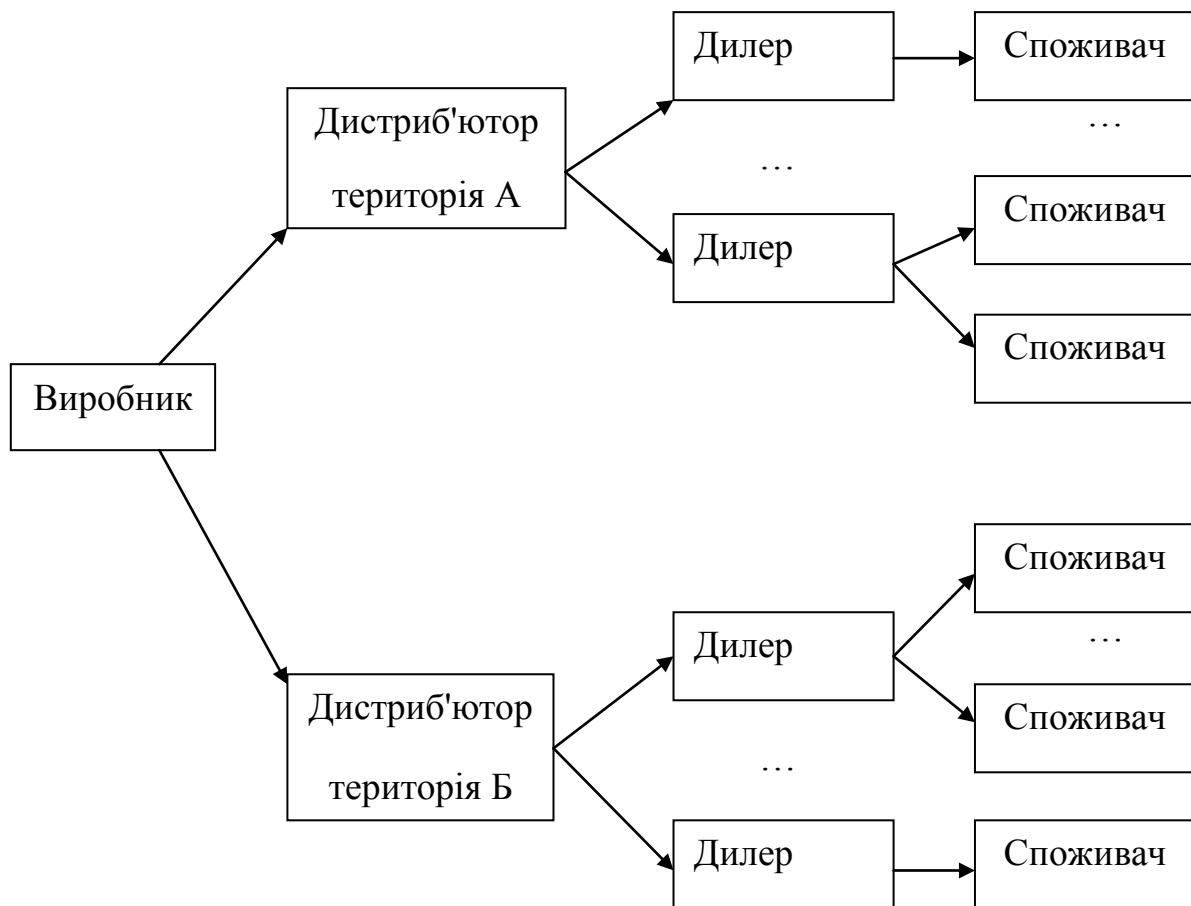 Дилер
Споживач
Дистриб'ютор
територія А
…
…
Дилер
Споживач
Споживач
Виробник
Споживач
Дилер
…
Дистриб'ютор
територія Б
Споживач
…
Дилер
Споживач